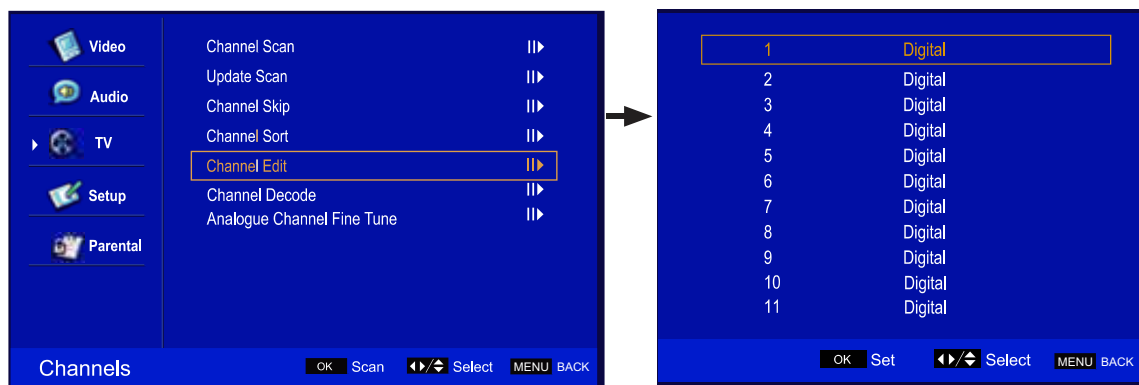 Video
Audio
TV
Setup
Parental
Channel Scan
Update Scan
Channel Skip
Channel Sort
Channel Edit
Channel Decode
Analogue Channel Fine Tune
Channels OK Scan Select MENU BACK
1 Digital
2 Digital
3 Digital
4 Digital
5 Digital
6 Digital
7 Digital
8 Digital
9 Digital
10 Digital
11 Digital
OK Set Select MENU BACK